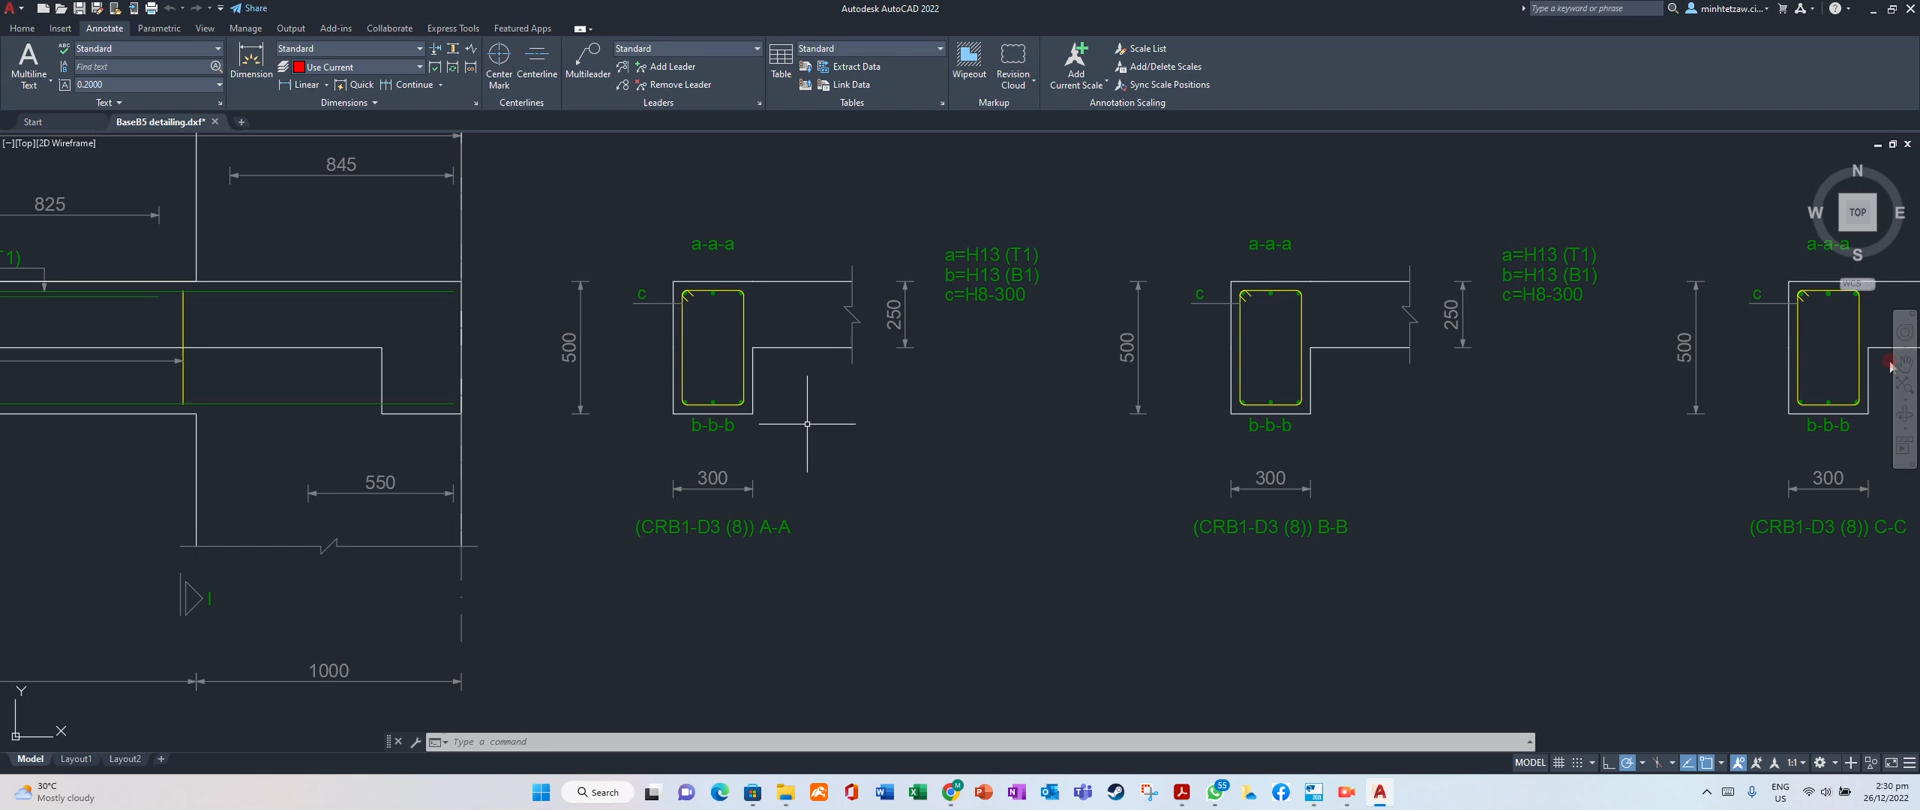 Share
Autodesk AutoCAD 2022
Type a keyword or phrase
minhtetzaw.ci...
Home Insert Annotate Parametric View Manage Output Add-ins Collaborate Express Tools Featured Apps
A Multiline Text
ABC Standard
Find text
0.2000
Text
Dimension
Standard
Use Current
Linear Quick Continue
Dimensions
Center Mark
Centerline
Centerlines
Multileader
Standard
Add Leader
Remove Leader
Leaders
Table
Standard
Extract Data
Link Data
Tables
Wipeout
Revision Cloud
Markup
Add Current Scale
Scale List
Add/Delete Scales
Sync Scale Positions
Annotation Scaling
Start
BaseB5 detailing.dxf*
[−][Top][2D Wireframe]
N
W TOP E
S
WCS
845
825
T1)
550
I
1000
a-a-a
c
500
250
b-b-b
300
(CRB1-D3 (8)) A-A
a=H13 (T1)
b=H13 (B1)
c=H8-300
a-a-a
c
500
250
b-b-b
300
(CRB1-D3 (8)) B-B
a=H13 (T1)
b=H13 (B1)
c=H8-300
a-a-a
c
500
b-b-b
300
(CRB1-D3 (8)) C-C
Y
X
Type a command
Model Layout1 Layout2
MODEL 1:1
30°C
Mostly cloudy
Search
55
ENG
US
2:30 pm
26/12/2022